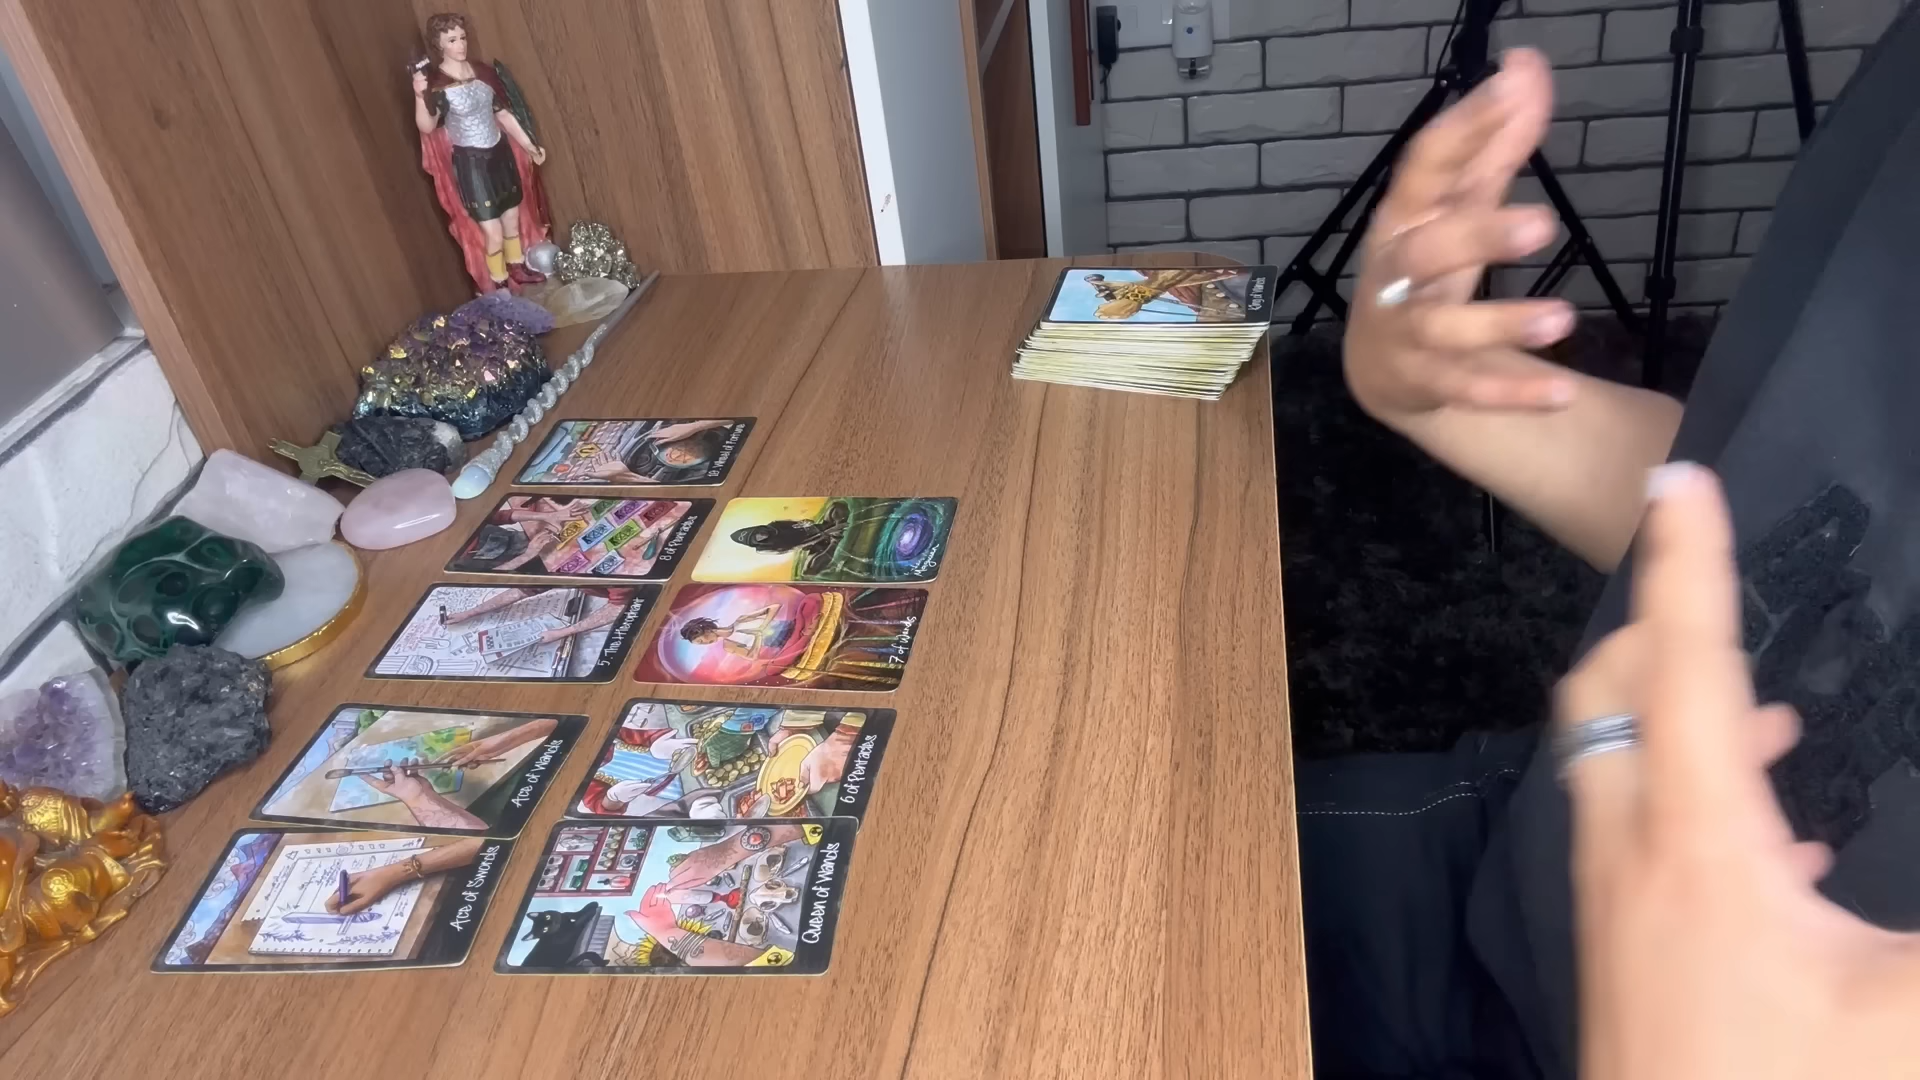 King of Wands
10. Wheel of Fortune
8 of Pentacles
5. The Hierophant
7 of Wands
Ace of Wands
6 of Pentacles
Ace of Swords
Queen of Wands